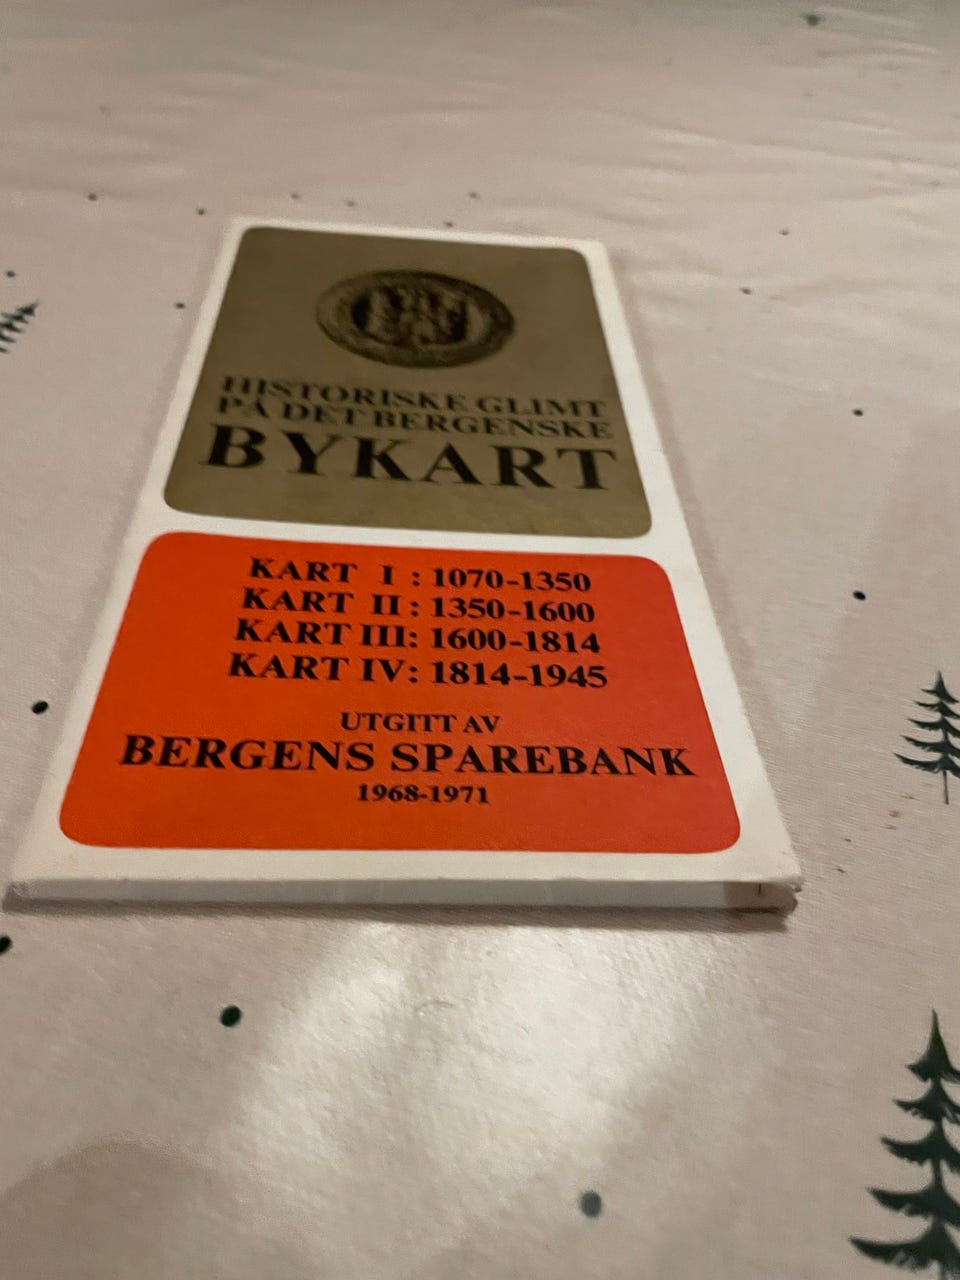 HISTORISKE GLIMT
PÅ DET BERGENSKE
BYKART
KART I : 1070-1350
KART II : 1350-1600
KART III: 1600-1814
KART IV: 1814-1945
UTGITT AV
BERGENS SPAREBANK
1968-1971